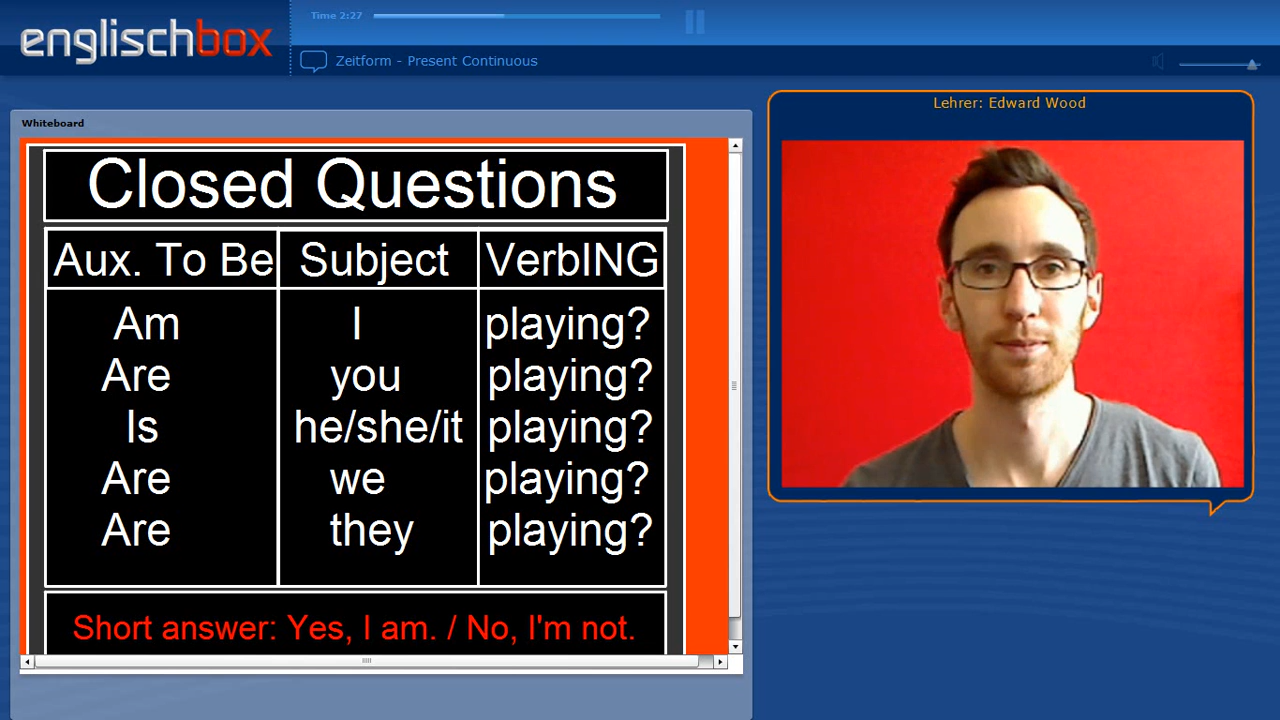 englischbox
Time 2:27
Zeitform - Present Continuous
Whiteboard
Closed Questions
Aux. To Be Subject VerbING
Am I playing?
Are you playing?
Is he/she/it playing?
Are we playing?
Are they playing?
Short answer: Yes, I am. / No, I'm not.
Lehrer: Edward Wood